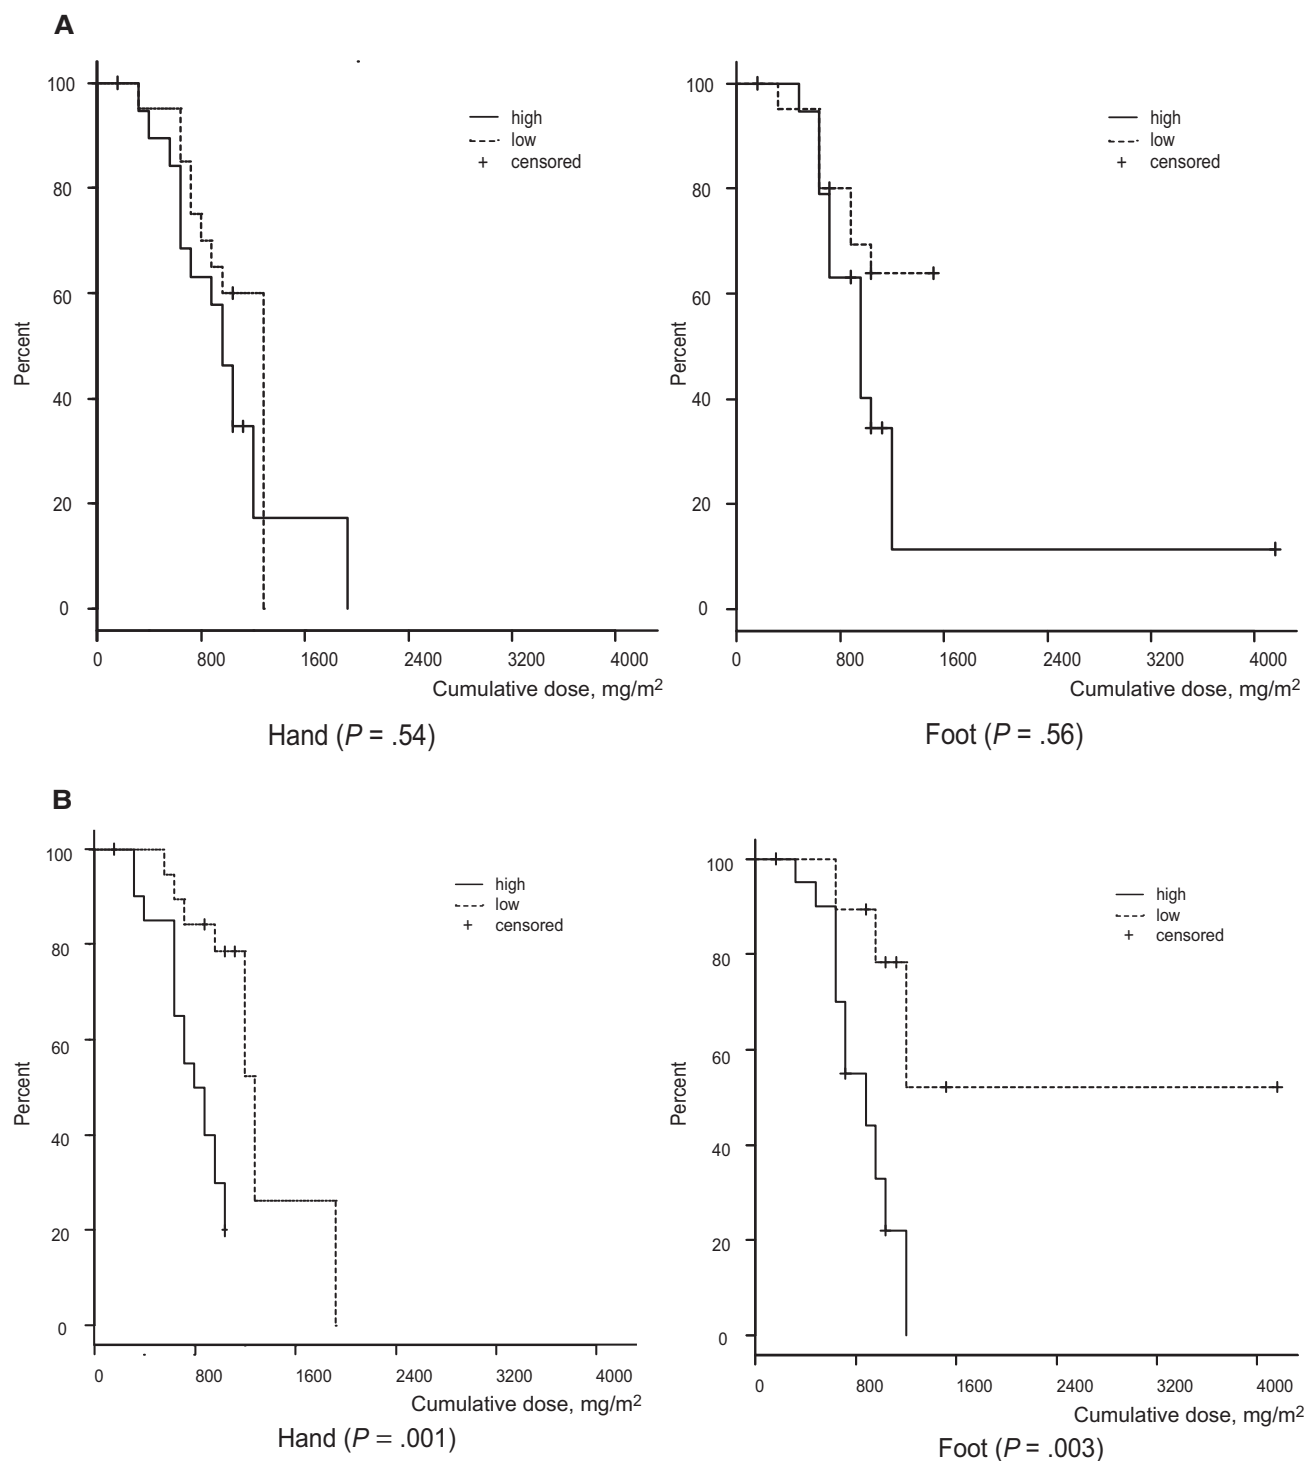 A
100
80
60
40
20
0
Percent
high
low
censored
0 800 1600 2400 3200 4000
Cumulative dose, mg/m2
Hand (P = .54)
100
80
60
40
20
0
Percent
high
low
censored
0 800 1600 2400 3200 4000
Cumulative dose, mg/m2
Foot (P = .56)
B
100
80
60
40
20
0
Percent
high
low
censored
0 800 1600 2400 3200 4000
Cumulative dose, mg/m2
Hand (P = .001)
100
80
60
40
20
0
Percent
high
low
censored
0 800 1600 2400 3200 4000
Cumulative dose, mg/m2
Foot (P = .003)